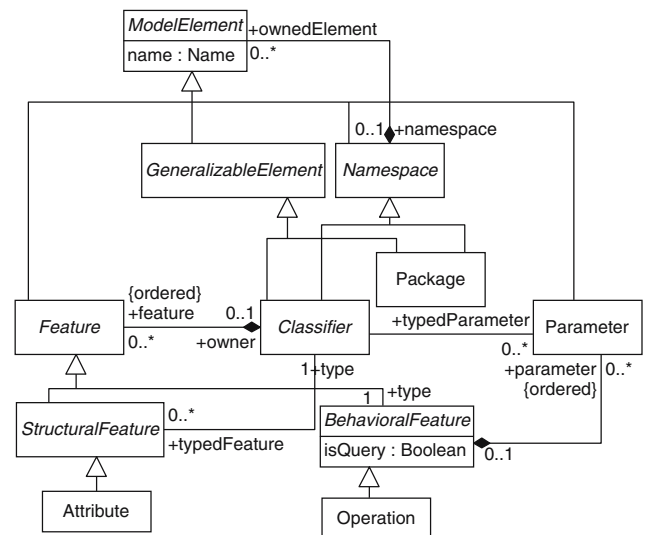 ModelElement
+ownedElement
name : Name
0..*
0..1
+namespace
GeneralizableElement
Namespace
Package
{ordered}
+feature
0..1
Feature
Classifier
+typedParameter
Parameter
0..*
+owner
0..*
1
+type
+parameter
0..*
{ordered}
1
+type
StructuralFeature
0..*
+typedFeature
BehavioralFeature
isQuery : Boolean
0..1
Attribute
Operation